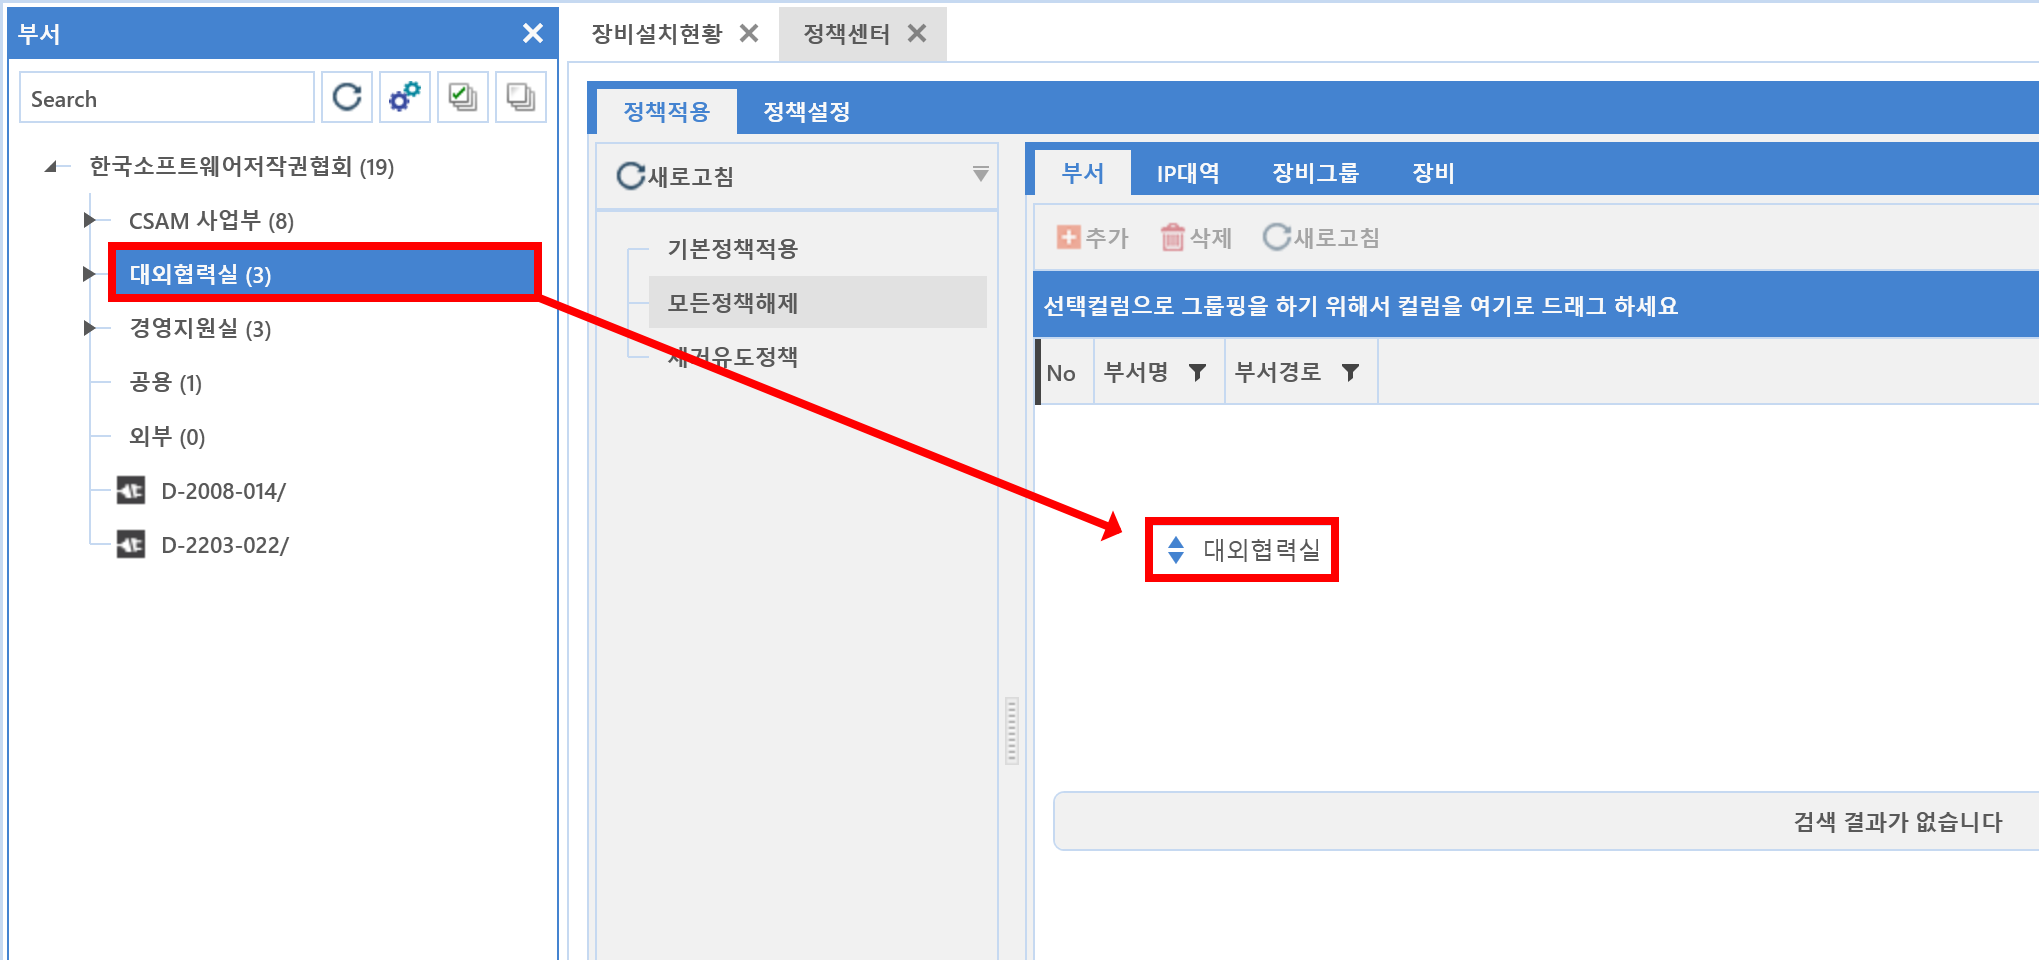 부서
Search
한국소프트웨어저작권협회 (19)
CSAM 사업부 (8)
대외협력실 (3)
경영지원실 (3)
공용 (1)
외부 (0)
D-2008-014/
D-2203-022/
장비설치현황
정책센터
정책적용
정책설정
새로고침
기본정책적용
모든정책해제
제거유도정책
부서
IP대역
장비그룹
장비
추가
삭제
새로고침
선택컬럼으로 그룹핑을 하기 위해서 컬럼을 여기로 드래그 하세요
No
부서명
부서경로
대외협력실
검색 결과가 없습니다